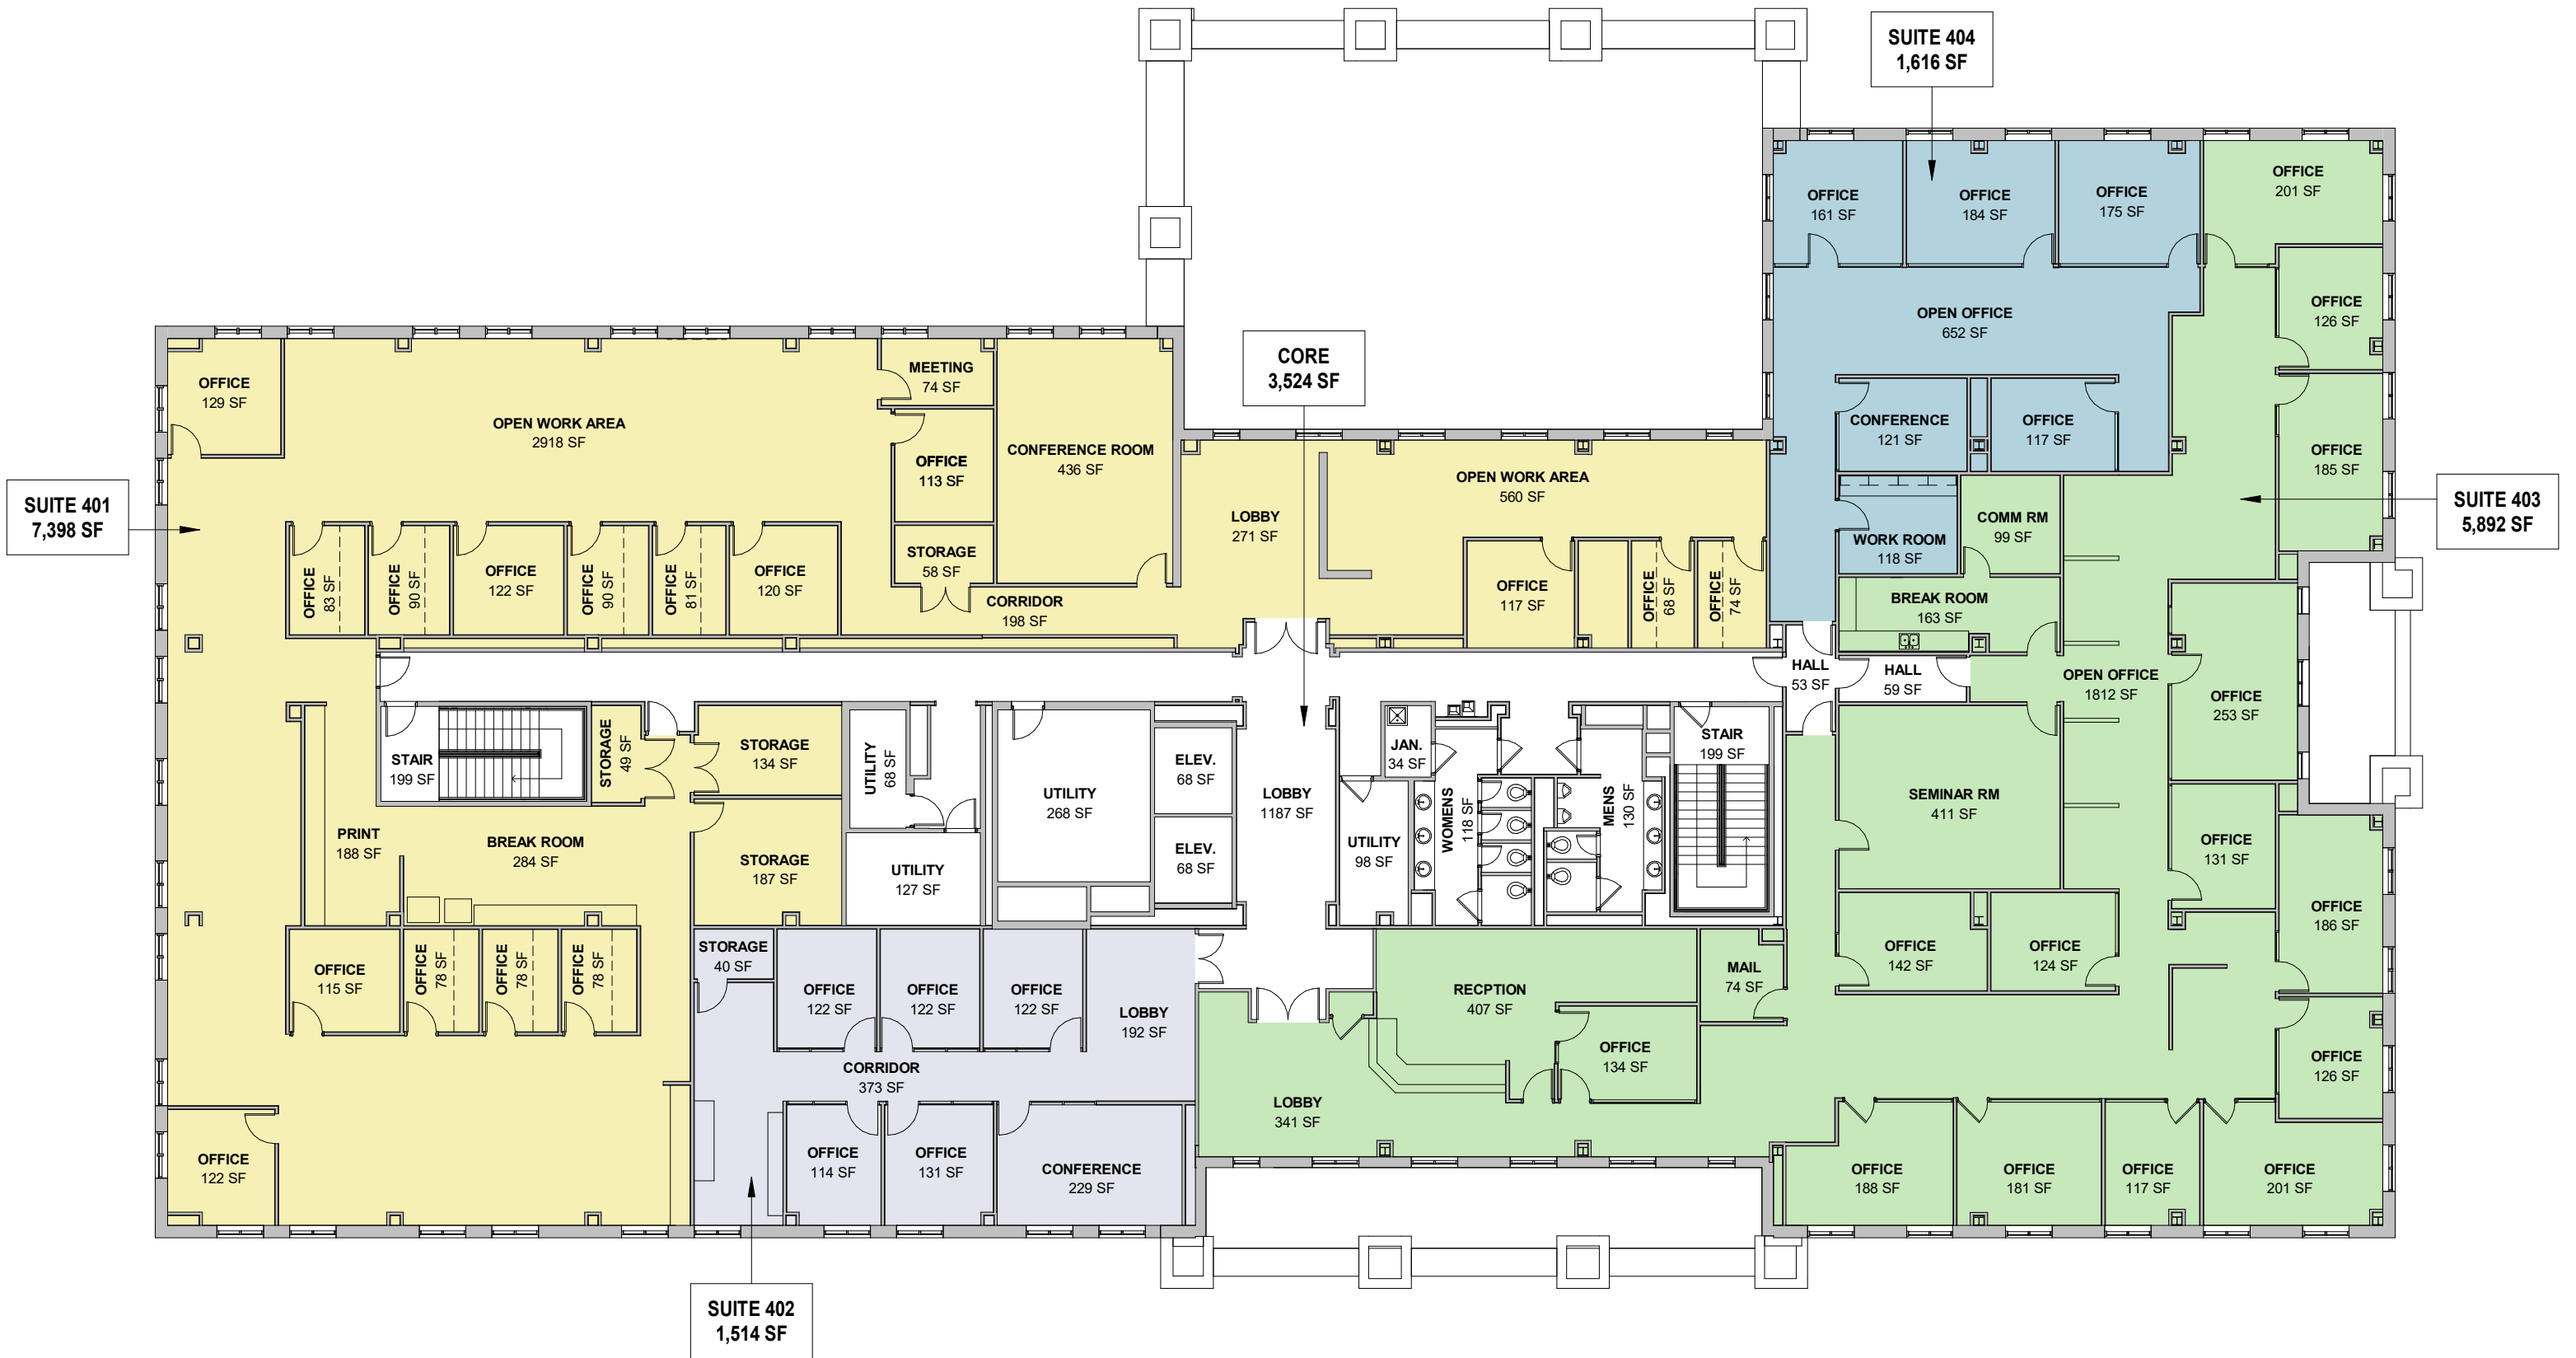 SUITE 404
1,616 SF
OFFICE
161 SF
OFFICE
184 SF
OFFICE
175 SF
OFFICE
201 SF
OPEN OFFICE
652 SF
OFFICE
126 SF
CONFERENCE
121 SF
OFFICE
117 SF
OFFICE
185 SF
WORK ROOM
118 SF
COMM RM
99 SF
SUITE 403
5,892 SF
BREAK ROOM
163 SF
CORE
3,524 SF
OFFICE
129 SF
OPEN WORK AREA
2918 SF
MEETING
74 SF
OFFICE
113 SF
CONFERENCE ROOM
436 SF
SUITE 401
7,398 SF
LOBBY
271 SF
OPEN WORK AREA
560 SF
OFFICE
83 SF
OFFICE
90 SF
OFFICE
122 SF
OFFICE
90 SF
OFFICE
81 SF
OFFICE
120 SF
STORAGE
58 SF
CORRIDOR
198 SF
OFFICE
117 SF
OFFICE
68 SF
OFFICE
74 SF
HALL
53 SF
HALL
59 SF
OPEN OFFICE
1812 SF
OFFICE
253 SF
STAIR
199 SF
STORAGE
49 SF
STORAGE
134 SF
UTILITY
68 SF
UTILITY
268 SF
ELEV.
68 SF
ELEV.
68 SF
LOBBY
1187 SF
JAN.
34 SF
UTILITY
98 SF
WOMENS
118 SF
MENS
130 SF
STAIR
199 SF
SEMINAR RM
411 SF
OFFICE
131 SF
PRINT
188 SF
BREAK ROOM
284 SF
STORAGE
187 SF
UTILITY
127 SF
OFFICE
186 SF
OFFICE
142 SF
OFFICE
124 SF
OFFICE
115 SF
OFFICE
78 SF
OFFICE
78 SF
OFFICE
78 SF
STORAGE
40 SF
OFFICE
122 SF
OFFICE
122 SF
OFFICE
122 SF
LOBBY
192 SF
RECPTION
407 SF
MAIL
74 SF
OFFICE
134 SF
OFFICE
126 SF
CORRIDOR
373 SF
LOBBY
341 SF
OFFICE
122 SF
OFFICE
114 SF
OFFICE
131 SF
CONFERENCE
229 SF
OFFICE
188 SF
OFFICE
181 SF
OFFICE
117 SF
OFFICE
201 SF
SUITE 402
1,514 SF